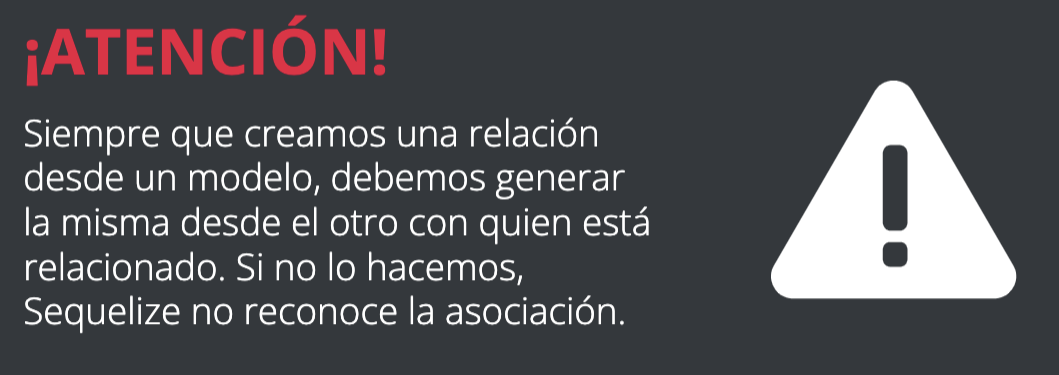 ¡ATENCIÓN!
Siempre que creamos una relación
desde un modelo, debemos generar
la misma desde el otro con quien está
relacionado. Si no lo hacemos,
Sequelize no reconoce la asociación.